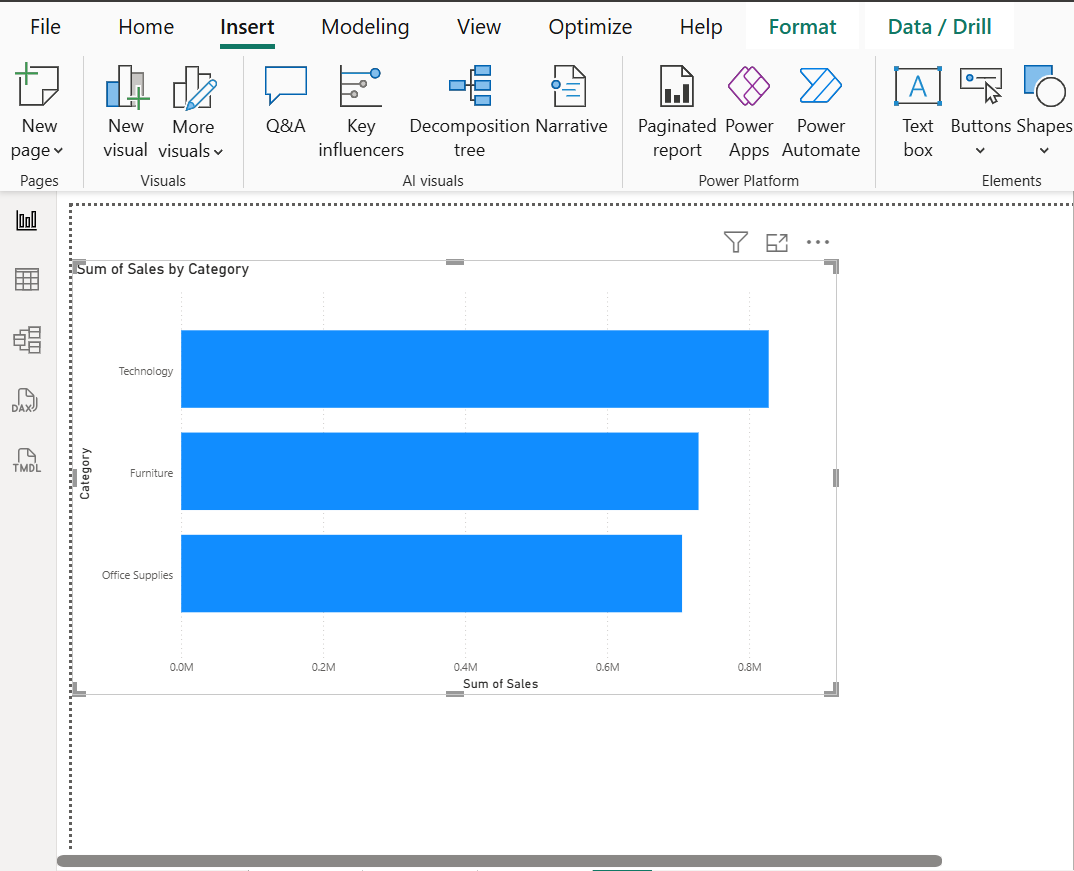 File Home Insert Modeling View Optimize Help Format Data / Drill
New page
New visual
More visuals
Q&A
Key influencers
Decomposition tree
Narrative
Paginated report
Power Apps
Power Automate
Text box
Buttons
Shapes
Pages Visuals AI visuals Power Platform Elements
DAX
TMDL
Sum of Sales by Category
Category
Technology
Furniture
Office Supplies
0.0M 0.2M 0.4M 0.6M 0.8M
Sum of Sales